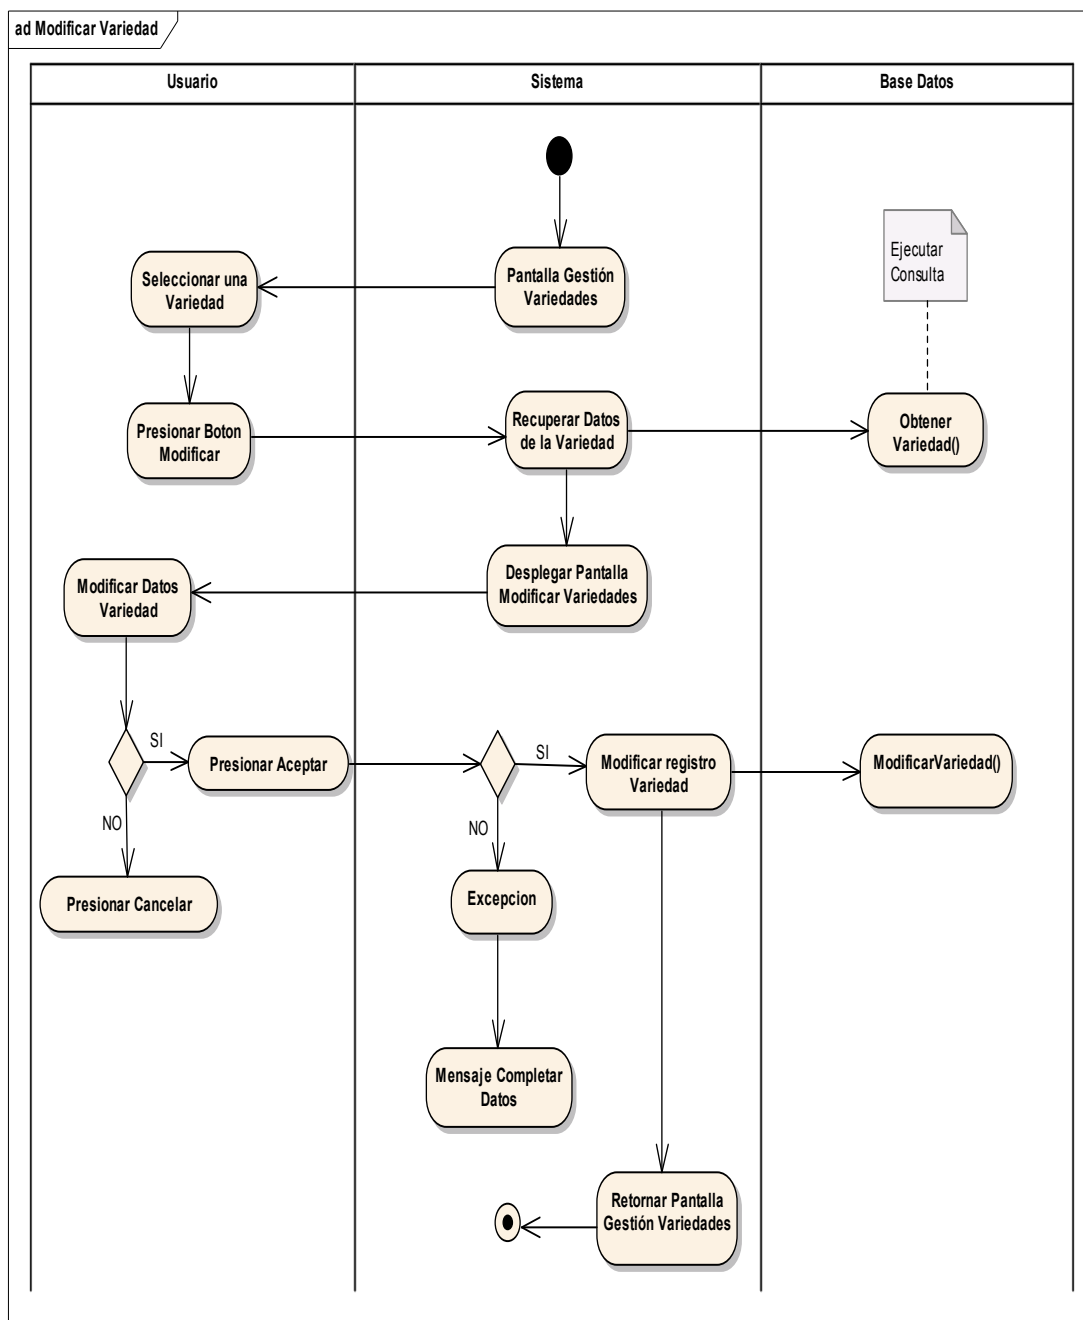 ad Modificar Variedad
Usuario
Sistema
Base Datos
Ejecutar
Consulta
Seleccionar una
Variedad
Pantalla Gestión
Variedades
Presionar Boton
Modificar
Recuperar Datos
de la Variedad
Obtener
Variedad()
Modificar Datos
Variedad
Desplegar Pantalla
Modificar Variedades
SI
Presionar Aceptar
SI
Modificar registro
Variedad
ModificarVariedad()
NO
NO
Presionar Cancelar
Excepcion
Mensaje Completar
Datos
Retornar Pantalla
Gestión Variedades